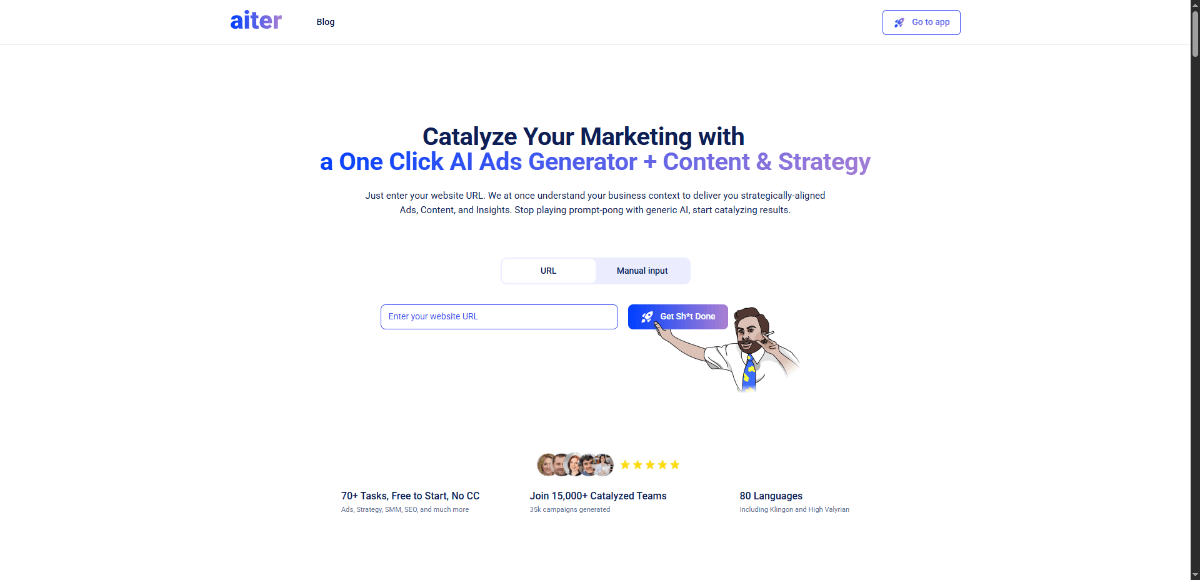 aiter
Blog
Go to app
Catalyze Your Marketing with
a One Click AI Ads Generator + Content & Strategy
Just enter your website URL. We at once understand your business context to deliver you strategically-aligned
Ads, Content, and Insights. Stop playing prompt-pong with generic AI, start catalyzing results.
URL
Manual input
Enter your website URL
Get Sh*t Done
70+ Tasks, Free to Start, No CC
Ads, Strategy, SMM, SEO, and much more
Join 15,000+ Catalyzed Teams
35k campaigns generated
80 Languages
Including Klingon and High Valyrian